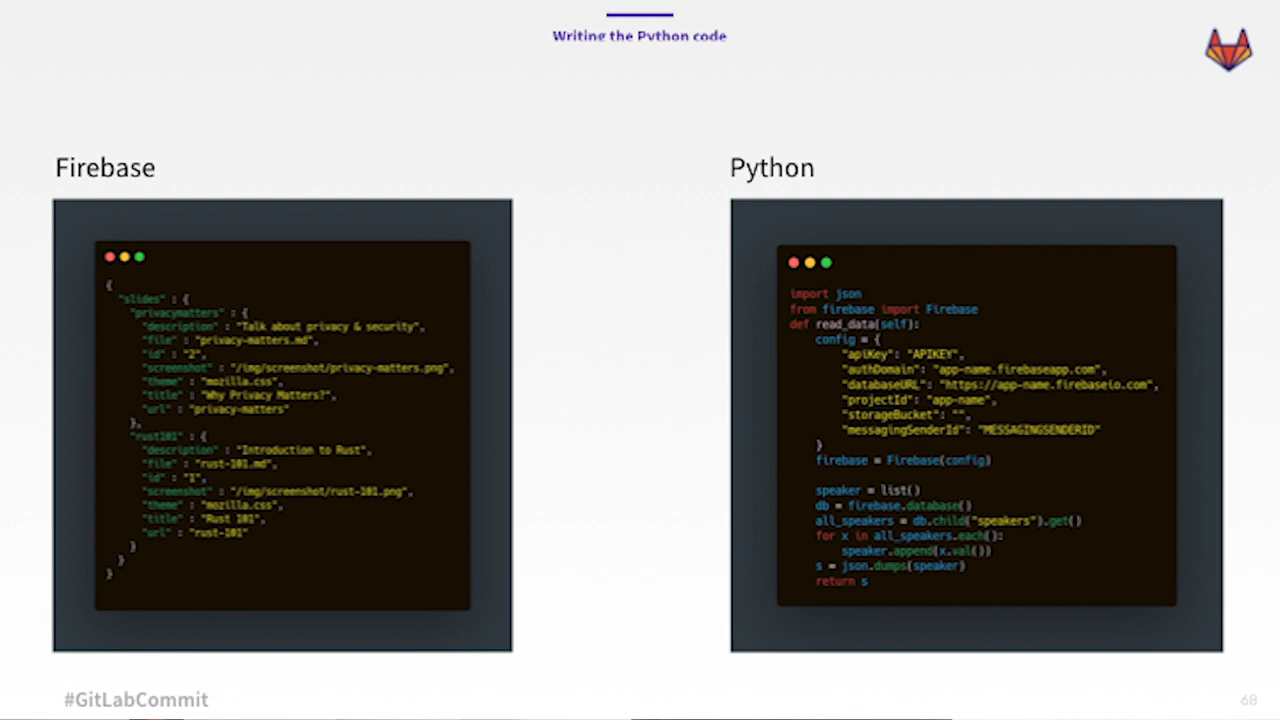 Writing the Python code
Firebase
{
"slides" : {
"privacymatters" : {
"description" : "Talk about privacy & security",
"file" : "privacy-matters.md",
"id" : "2",
"screenshot" : "/img/screenshot/privacy-matters.png",
"theme" : "mozilla.css",
"title" : "Why Privacy Matters?",
"url" : "privacy-matters"
},
"rust101" : {
"description" : "Introduction to Rust",
"file" : "rust-101.md",
"id" : "1",
"screenshot" : "/img/screenshot/rust-101.png",
"theme" : "mozilla.css",
"title" : "Rust 101",
"url" : "rust-101"
}
}
}
Python
import json
from firebase import Firebase
def read_data(self):
config = {
"apiKey": "APIKEY",
"authDomain": "app-name.firebaseapp.com",
"databaseURL": "https://app-name.firebaseio.com",
"projectId": "app-name",
"storageBucket": "",
"messagingSenderId": "MESSAGINGSENDERID"
}
firebase = Firebase(config)
speaker = list()
db = firebase.database()
all_speakers = db.child("speakers").get()
for x in all_speakers.each():
speaker.append(x.val())
s = json.dumps(speaker)
return s
#GitLabCommit
68